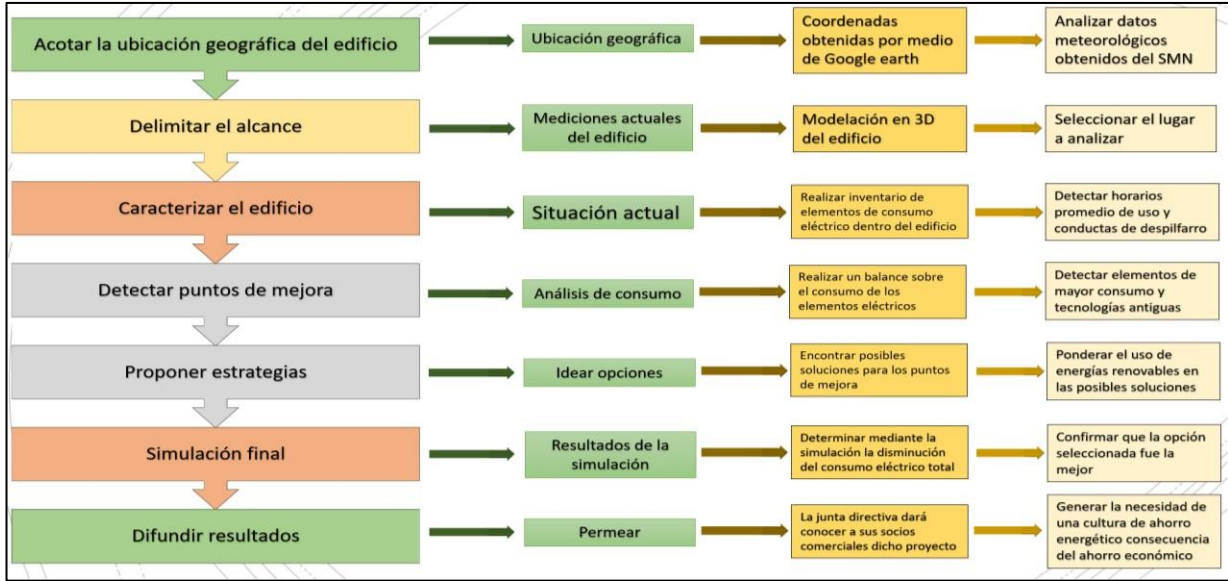 Acotar la ubicación geográfica del edificio
Ubicación geográfica
Coordenadas
obtenidas por medio
de Google earth
Analizar datos
meteorológicos
obtenidos del SMN
Delimitar el alcance
Mediciones actuales
del edificio
Modelación en 3D
del edificio
Seleccionar el lugar
a analizar
Caracterizar el edificio
Situación actual
Realizar inventario de
elementos de consumo
eléctrico dentro del edificio
Detectar horarios
promedio de uso y
conductas de despilfarro
Detectar puntos de mejora
Análisis de consumo
Realizar un balance sobre
el consumo de los
elementos eléctricos
Detectar elementos de
mayor consumo y
tecnologías antiguas
Proponer estrategias
Idear opciones
Encontrar posibles
soluciones para los puntos
de mejora
Ponderar el uso de
energías renovables en
las posibles soluciones
Simulación final
Resultados de la
simulación
Determinar mediante la
simulación la disminución
del consumo eléctrico total
Confirmar que la opción
seleccionada fue la
mejor
Difundir resultados
Permear
La junta directiva dará
conocer a sus socios
comerciales dicho proyecto
Generar la necesidad de
una cultura de ahorro
energético consecuencia
del ahorro económico